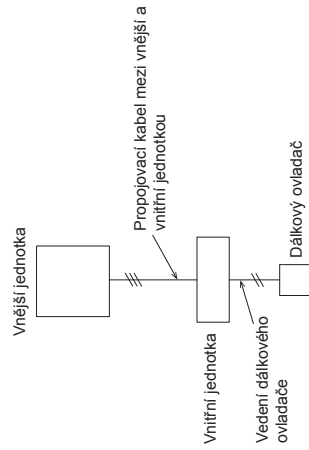 Vnější jednotka
Propojovací kabel mezi vnější a
vnitřní jednotkou
Vnitřní jednotka
Vedení dálkového
ovladače
Dálkový ovladač